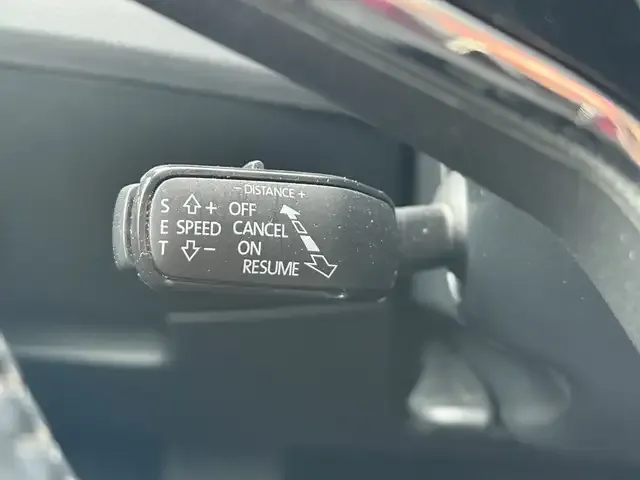 - DISTANCE +
S + OFF
E SPEED CANCEL
T - ON
RESUME